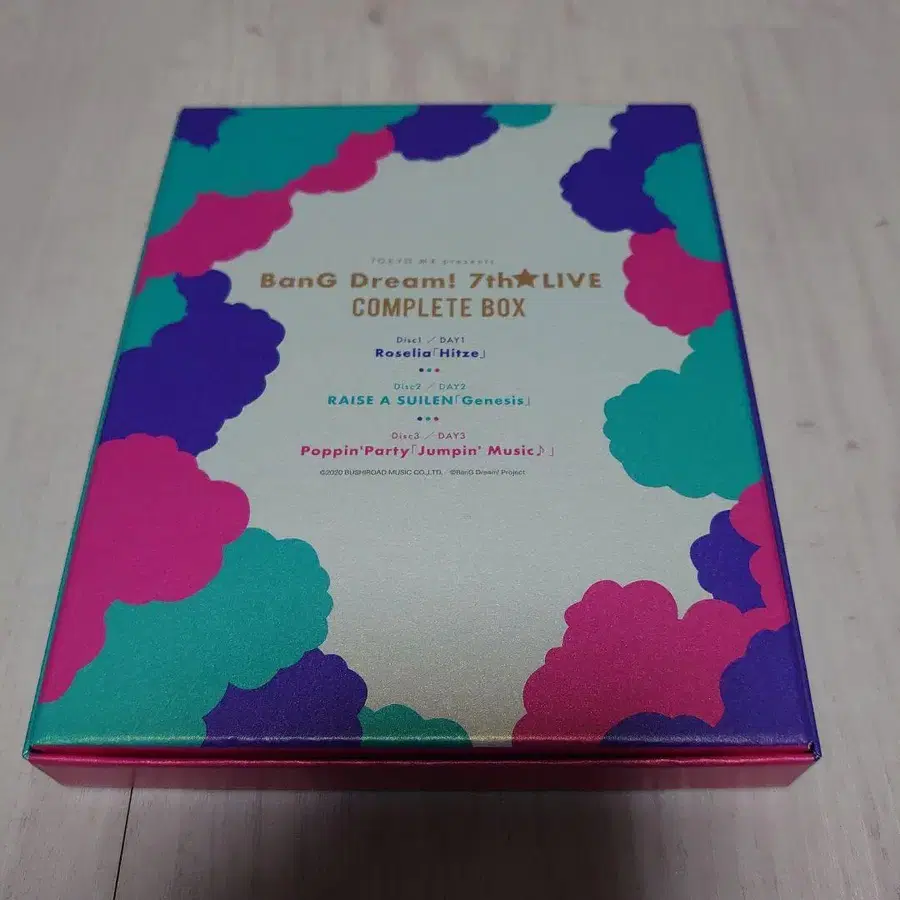 TOKYO MX presents
BanG Dream! 7th★LIVE
COMPLETE BOX
Disc1 / DAY1
Roselia「Hitze」
Disc2 / DAY2
RAISE A SUILEN「Genesis」
Disc3 / DAY3
Poppin'Party「Jumpin' Music♪」
©2020 BUSHIROAD MUSIC CO.,LTD. ©BanG Dream! Project